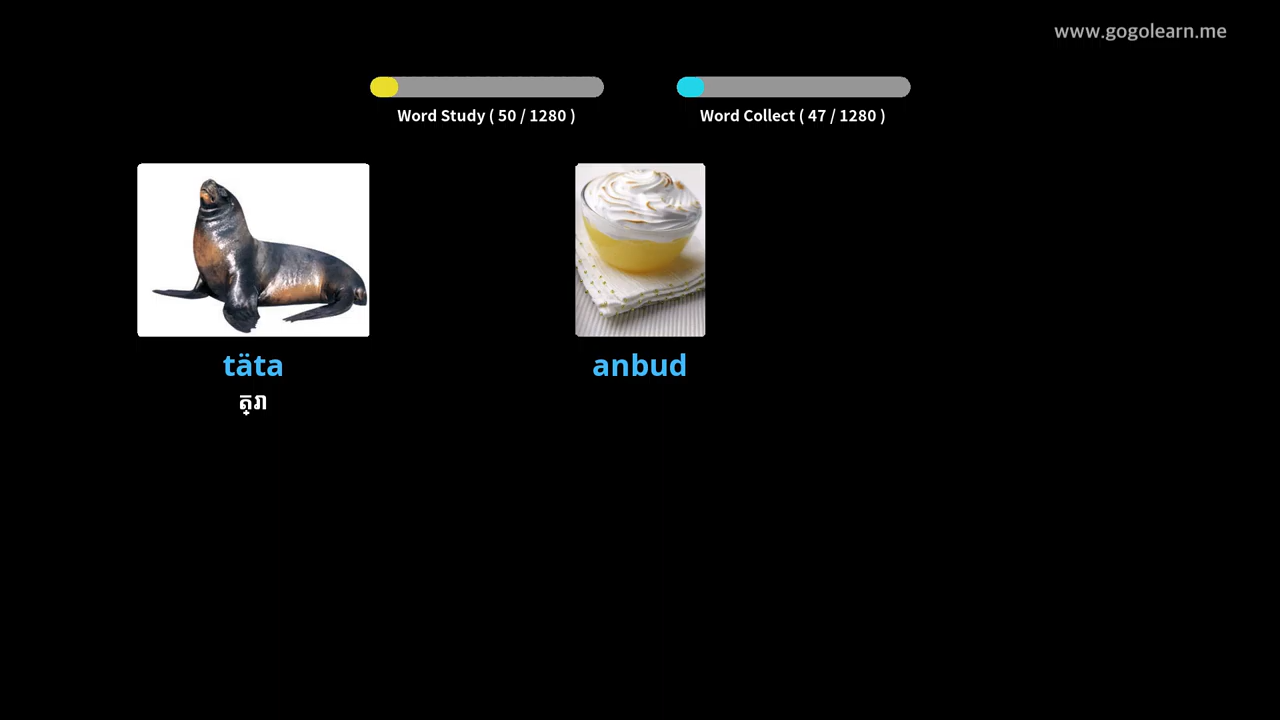 www.gogolearn.me
Word Study ( 50 / 1280 )
Word Collect ( 47 / 1280 )
täta
ត្រា
anbud